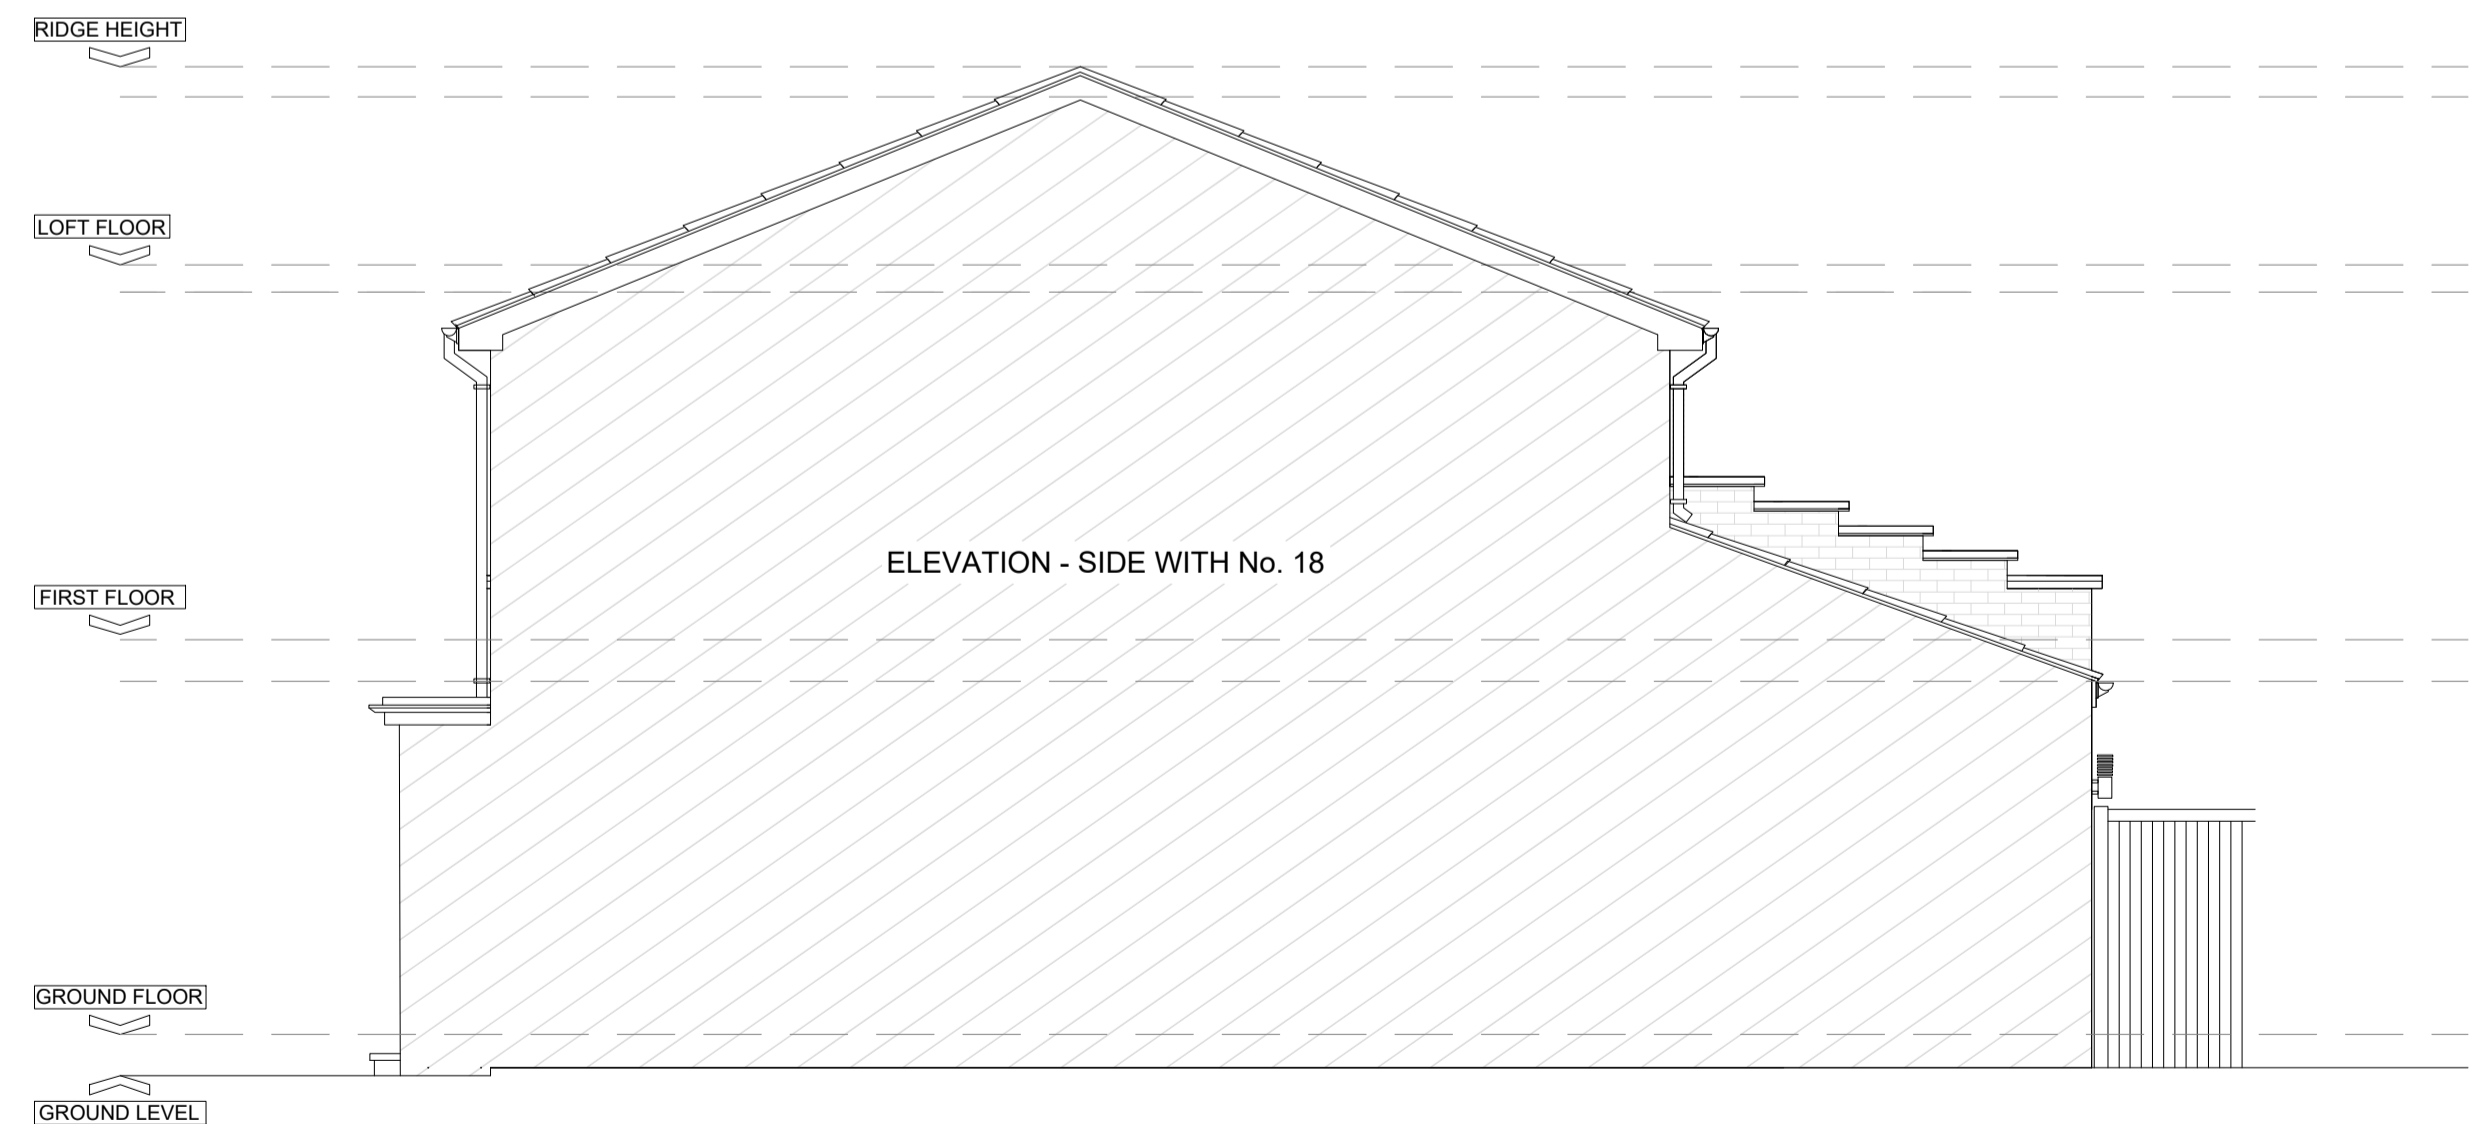 RIDGE HEIGHT
LOFT FLOOR
ELEVATION - SIDE WITH No. 18
FIRST FLOOR
GROUND FLOOR
GROUND LEVEL